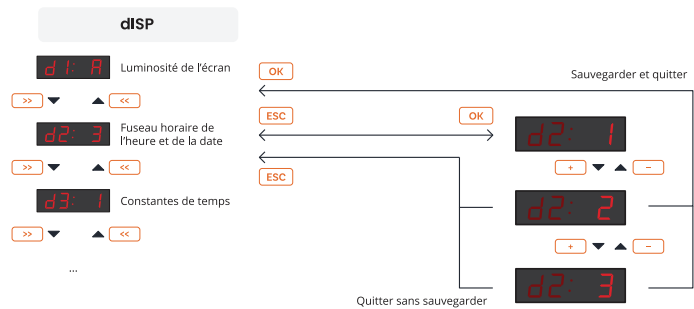 dISP
d1: A
Luminosité de l'écran
OK
Sauvegarder et quitter
>>
<<
ESC
OK
d2: 3
Fuseau horaire de
l'heure et de la date
d2: 1
>>
<<
ESC
+
−
d3: 1
Constantes de temps
d2: 2
>>
<<
+
−
...
d2: 3
Quitter sans sauvegarder